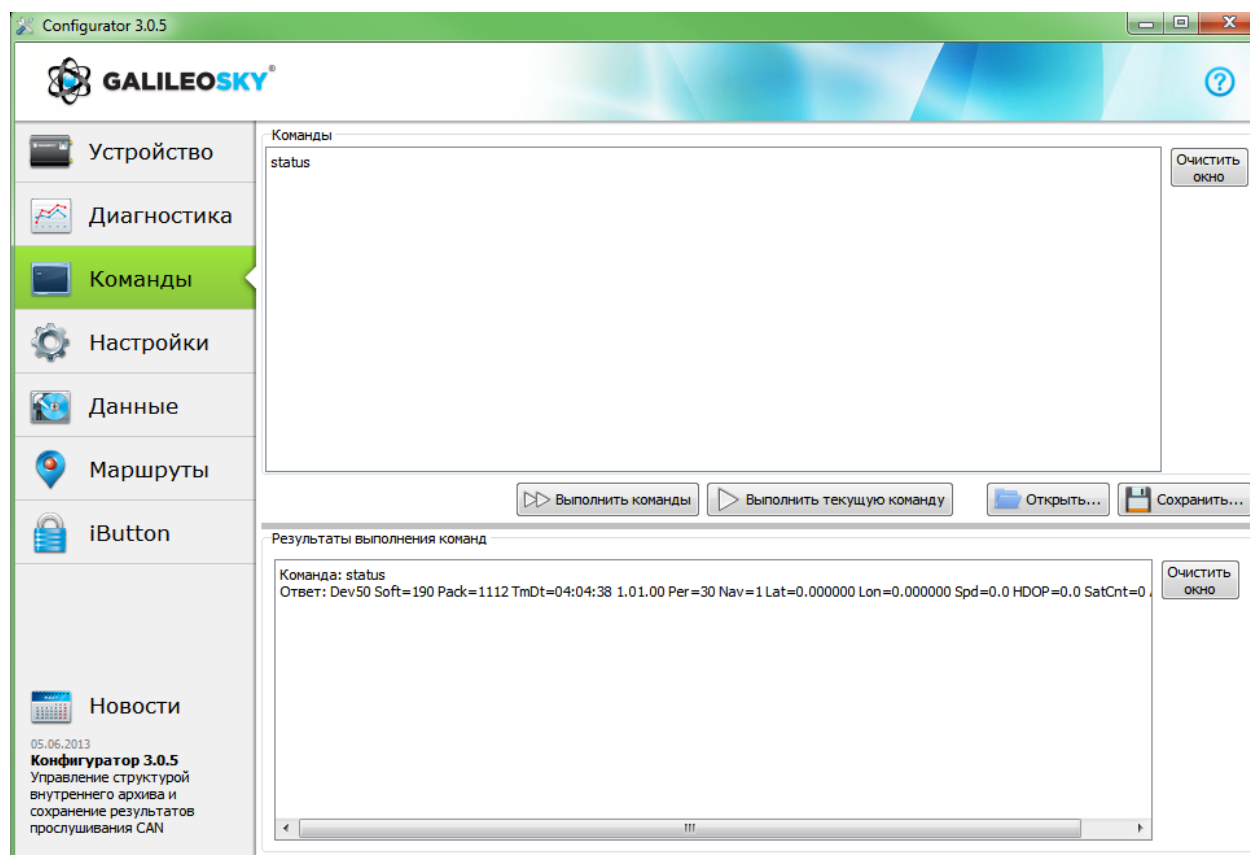 Configurator 3.0.5
GALILEOSKY®
Устройство
Диагностика
Команды
Настройки
Данные
Маршруты
iButton
Новости
05.06.2013
Конфигуратор 3.0.5
Управление структурой
внутреннего архива и
сохранение результатов
прослушивания CAN
Команды
status
Очистить
окно
Выполнить команды
Выполнить текущую команду
Открыть...
Сохранить...
Результаты выполнения команд
Команда: status
Ответ: Dev50 Soft=190 Pack=1112 TmDt=04:04:38 1.01.00 Per=30 Nav=1 Lat=0.000000 Lon=0.000000 Spd=0.0 HDOP=0.0 SatCnt=0
Очистить
окно